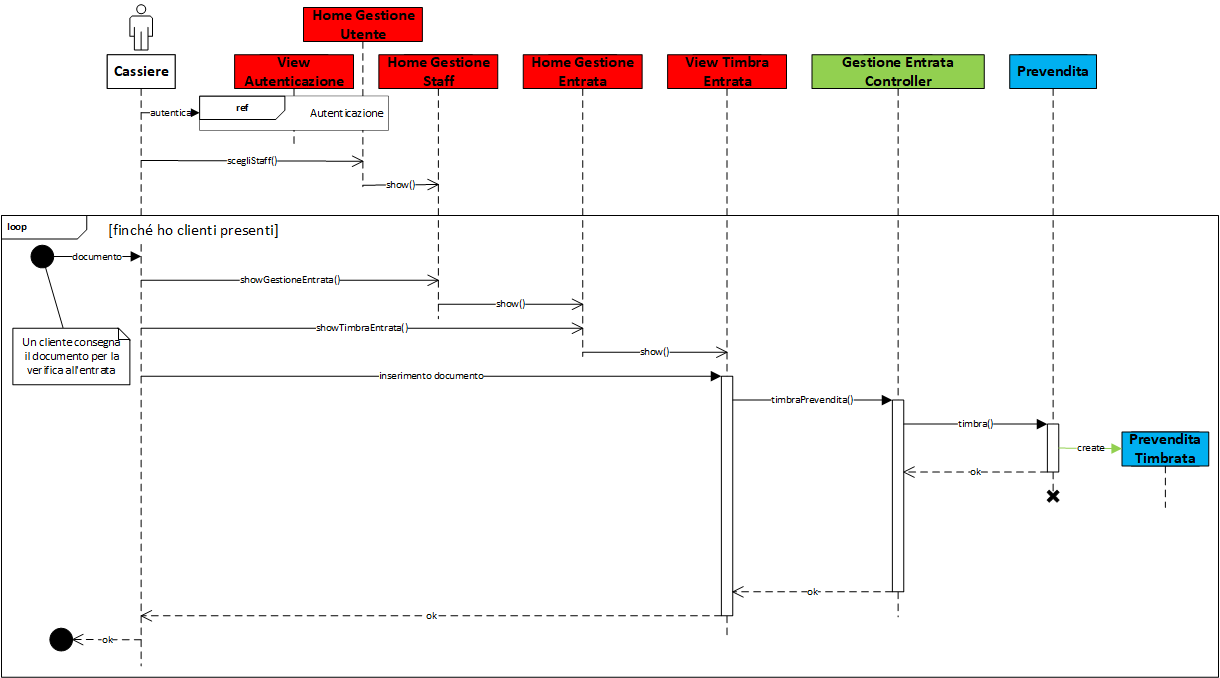 Home Gestione
Utente
Cassiere
View
Autenticazione
Home Gestione
Staff
Home Gestione
Entrata
View Timbra
Entrata
Gestione Entrata
Controller
Prevendita
autentica
ref
Autenticazione
scegliStaff()
show()
loop
[finché ho clienti presenti]
documento
showGestioneEntrata()
show()
showTimbraEntrata()
Un cliente consegna
il documento per la
verifica all'entrata
show()
inserimento documento
timbraPrevendita()
timbra()
create
Prevendita
Timbrata
ok
ok
ok
ok